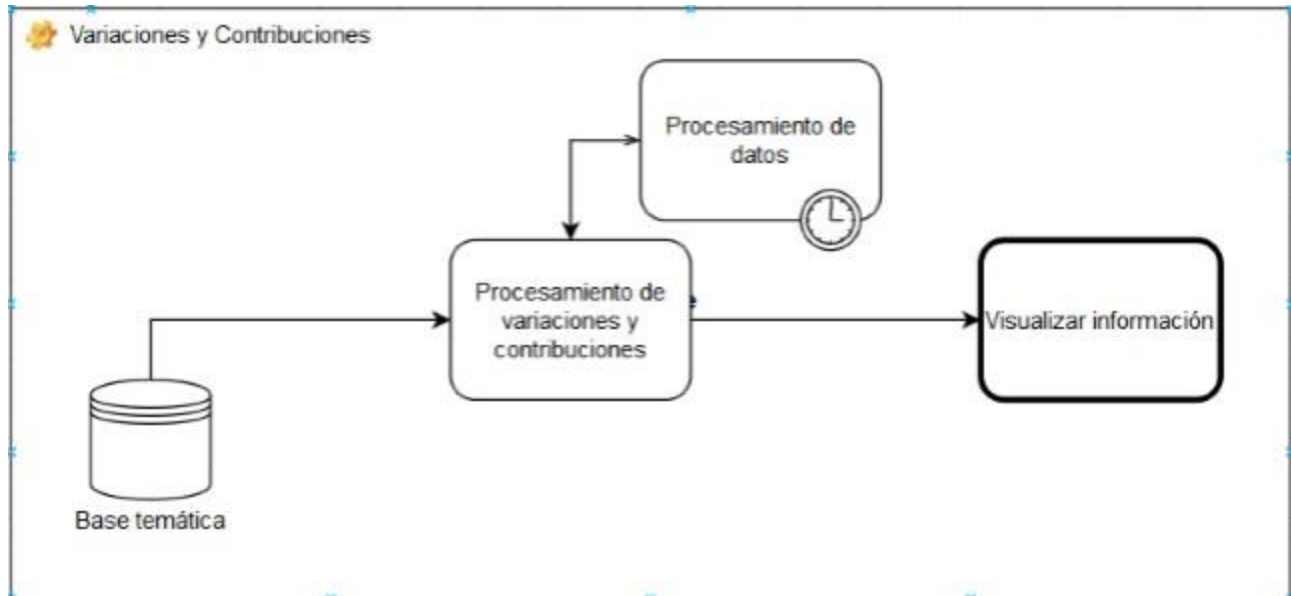 Variaciones y Contribuciones
Procesamiento de
datos
Procesamiento de
variaciones y
contribuciones
Visualizar información
Base temática